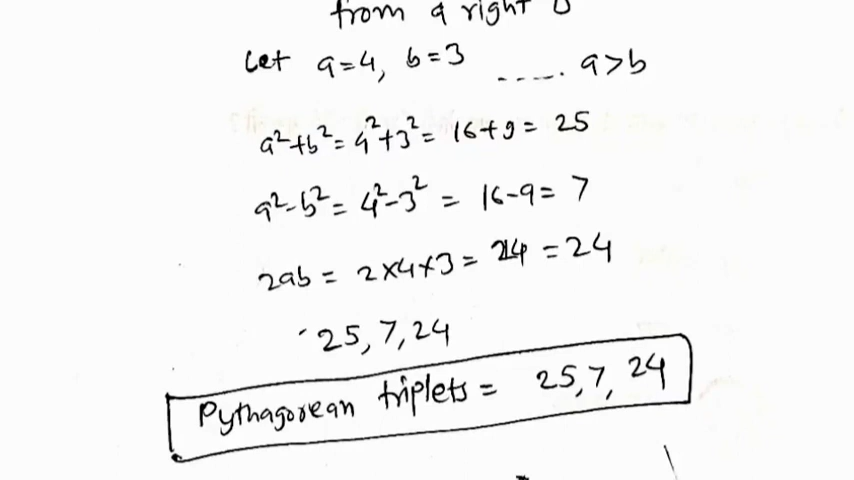 from a right Δ
Let a=4, b=3 ..... a>b
a²+b² = 4²+3² = 16+9 = 25
a²-b² = 4²-3² = 16-9 = 7
2ab = 2×4×3 = 24 = 24
25, 7, 24
Pythagorean triplets = 25, 7, 24